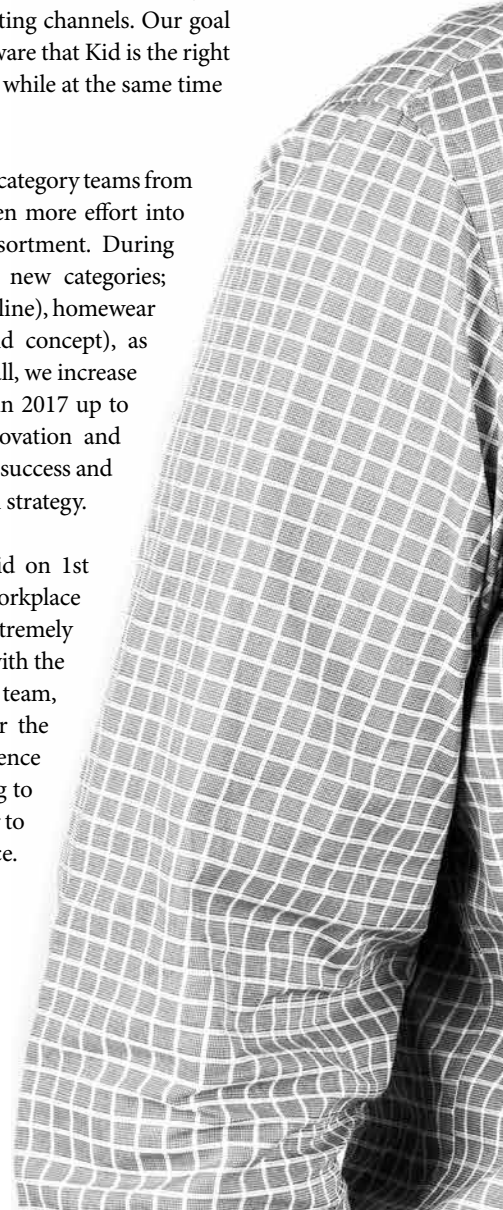 ting channels. Our goal
ware that Kid is the right
while at the same time
category teams from
en more effort into
sortment. During
new categories;
line), homewear
d concept), as
ll, we increase
n 2017 up to
ovation and
success and
strategy.
id on 1st
orkplace
tremely
with the
team,
r the
ence
g to
to
ce.